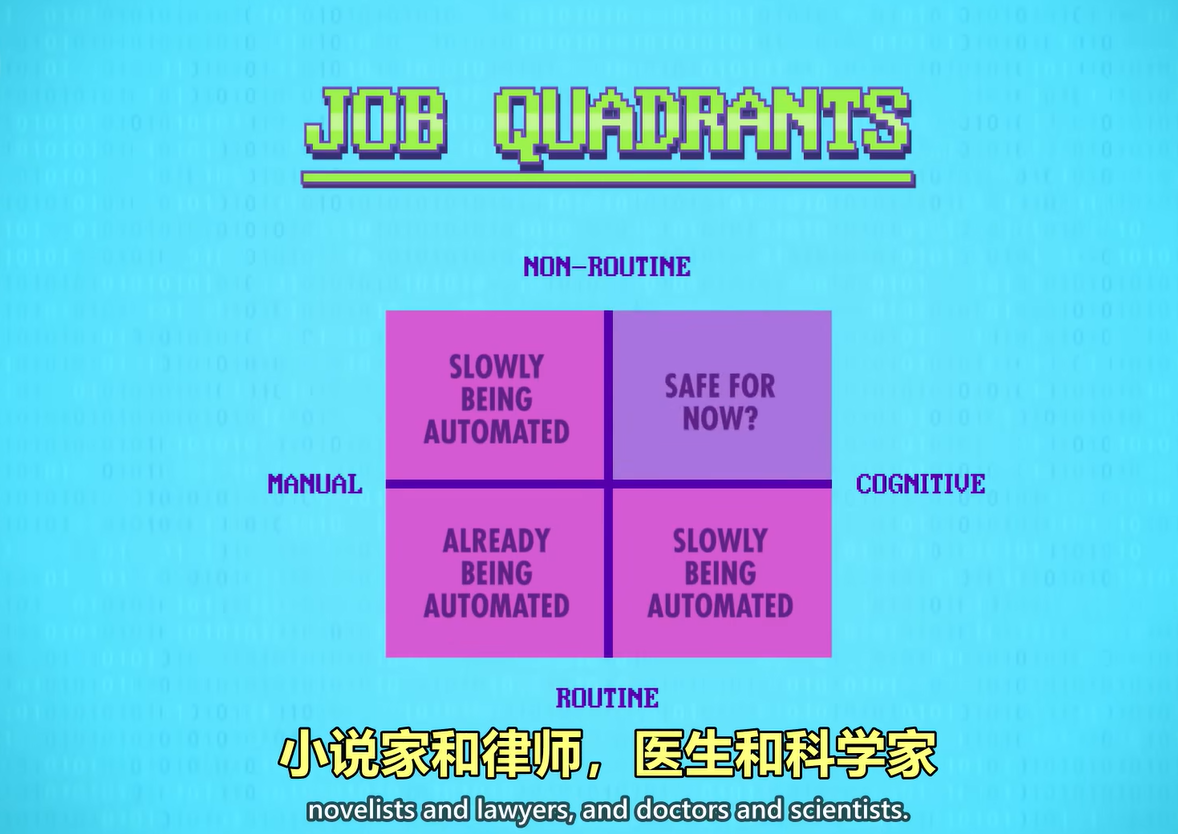 JOB QUADRANTS
NON-ROUTINE
SLOWLY
BEING
AUTOMATED
SAFE FOR
NOW?
MANUAL
COGNITIVE
ALREADY
BEING
AUTOMATED
SLOWLY
BEING
AUTOMATED
ROUTINE
小说家和律师，医生和科学家
novelists and lawyers, and doctors and scientists.